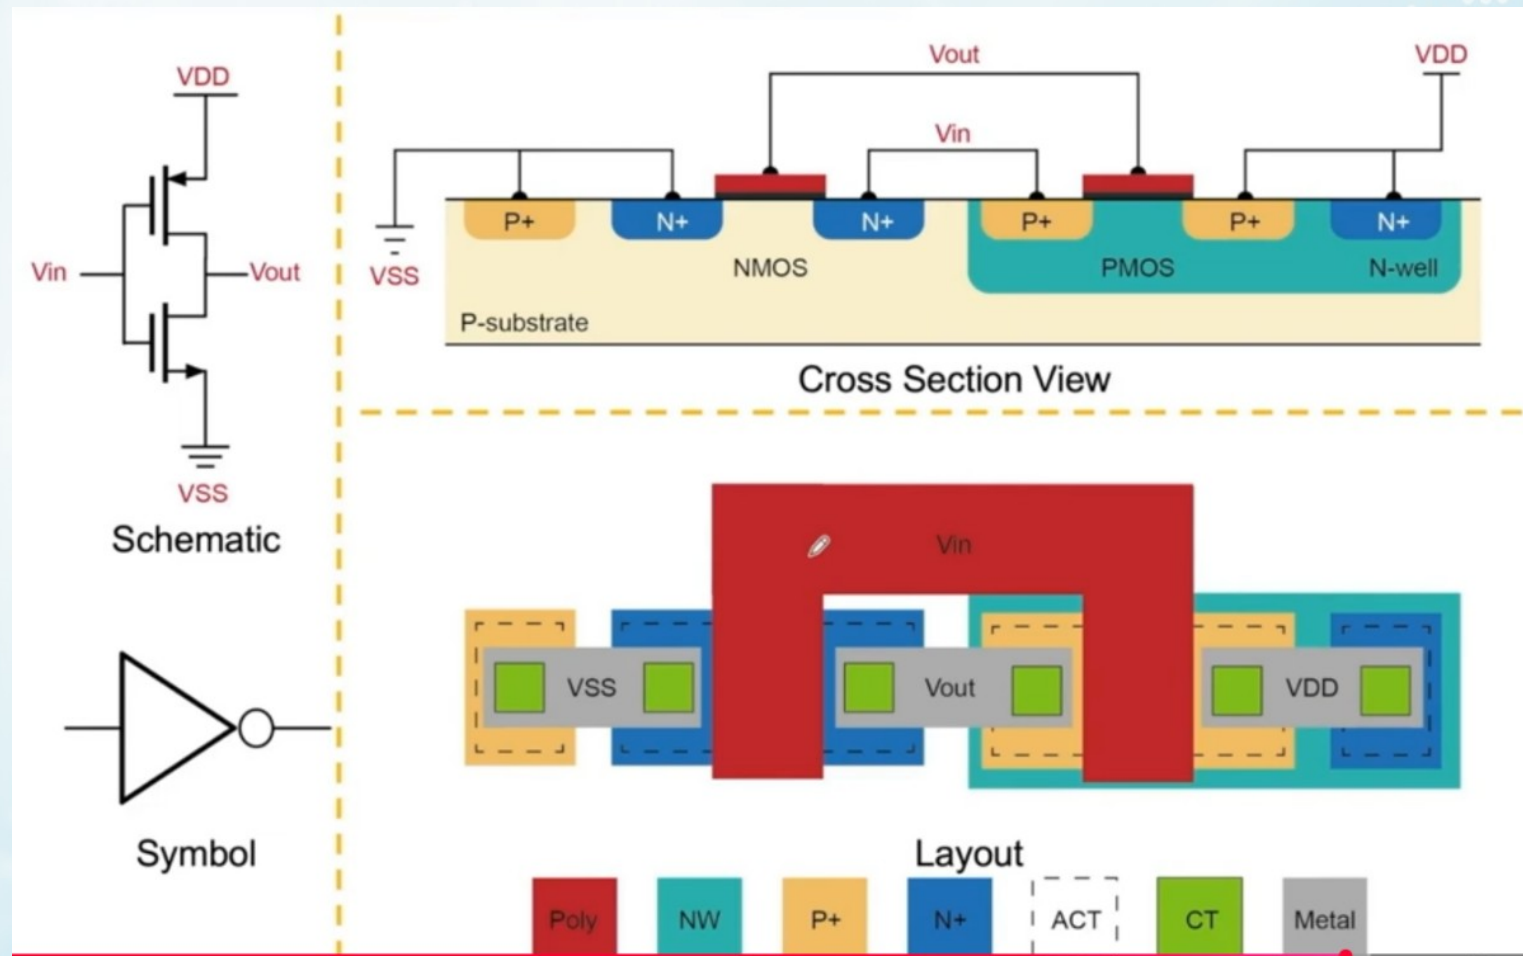 VDD
Vin
Vout
VSS
Schematic
Symbol
Vout
VDD
Vin
P+
N+
N+
P+
P+
N+
VSS
NMOS
PMOS
N-well
P-substrate
Cross Section View
Vin
VSS
Vout
VDD
Layout
Poly
NW
P+
N+
ACT
CT
Metal